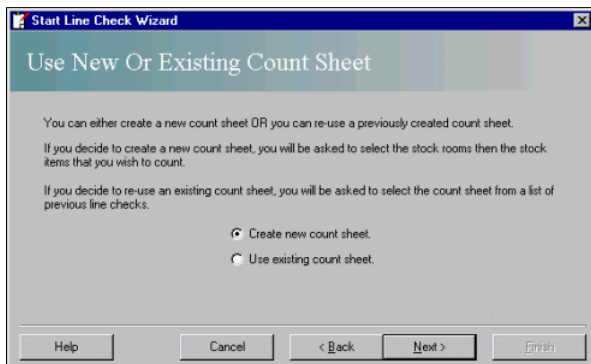 Start Line Check Wizard
Use New Or Existing Count Sheet
You can either create a new count sheet OR you can re-use a previously created count sheet.
If you decide to create a new count sheet, you will be asked to select the stock rooms then the stock
items that you wish to count.
If you decide to re-use an existing count sheet, you will be asked to select the count sheet from a list of
previous line checks.
Create new count sheet.
Use existing count sheet.
Help
Cancel
< Back
Next >
Finish